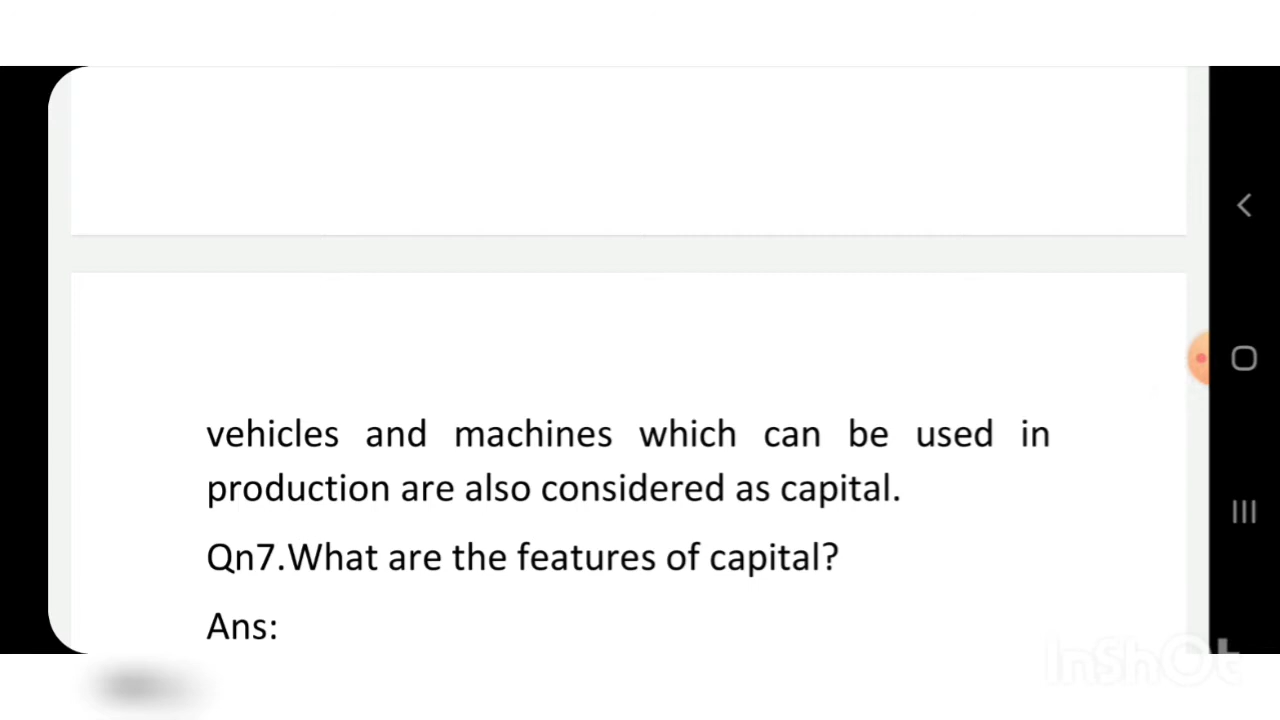 vehicles and machines which can be used in
production are also considered as capital.
Qn7.What are the features of capital?
Ans:
InShOt